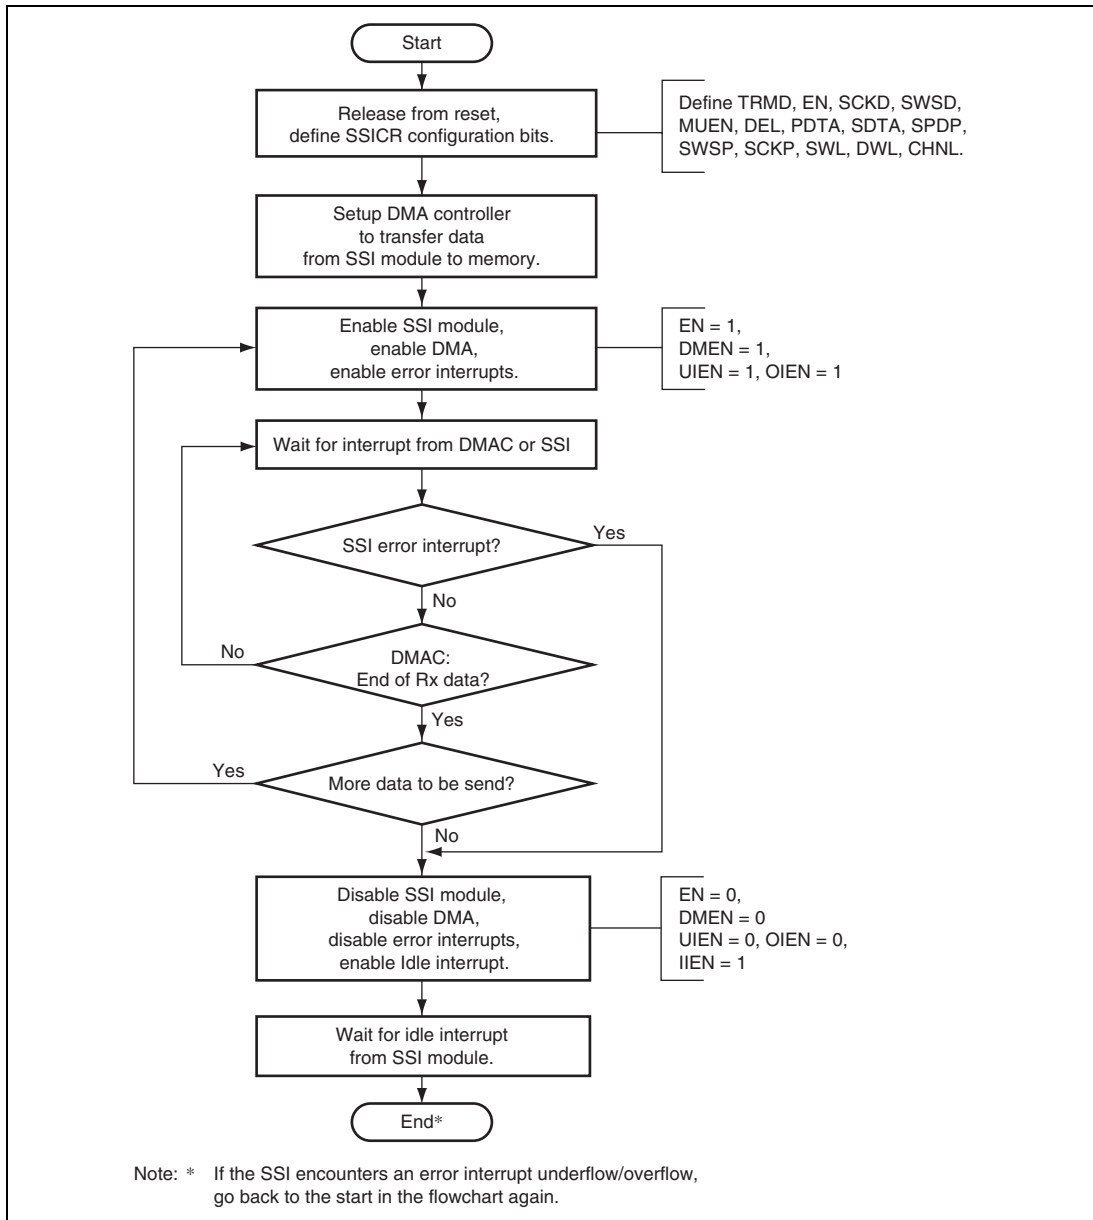 Start
Release from reset,
define SSICR configuration bits.
Define TRMD, EN, SCKD, SWSD,
MUEN, DEL, PDTA, SDTA, SPDP,
SWSP, SCKP, SWL, DWL, CHNL.
Setup DMA controller
to transfer data
from SSI module to memory.
Enable SSI module,
enable DMA,
enable error interrupts.
EN = 1,
DMEN = 1,
UIEN = 1, OIEN = 1
Wait for interrupt from DMAC or SSI
SSI error interrupt?
Yes
No
DMAC:
End of Rx data?
No
Yes
More data to be send?
Yes
No
Disable SSI module,
disable DMA,
disable error interrupts,
enable Idle interrupt.
EN = 0,
DMEN = 0
UIEN = 0, OIEN = 0,
IIEN = 1
Wait for idle interrupt
from SSI module.
End*
Note: * If the SSI encounters an error interrupt underflow/overflow,
go back to the start in the flowchart again.